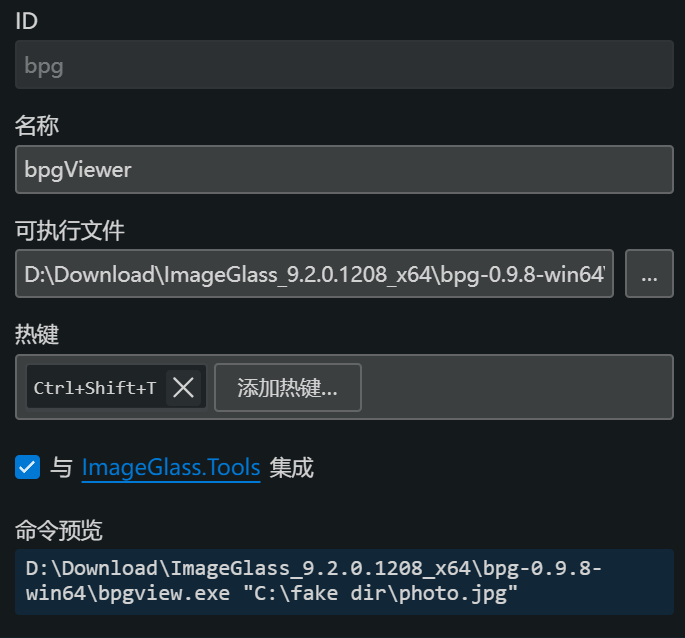 ID
bpg
名称
bpgViewer
可执行文件
D:\Download\ImageGlass_9.2.0.1208_x64\bpg-0.9.8-win64\
...
热键
Ctrl+Shift+T
添加热键...
与 ImageGlass.Tools 集成
命令预览
D:\Download\ImageGlass_9.2.0.1208_x64\bpg-0.9.8-
win64\bpgview.exe "C:\fake dir\photo.jpg"